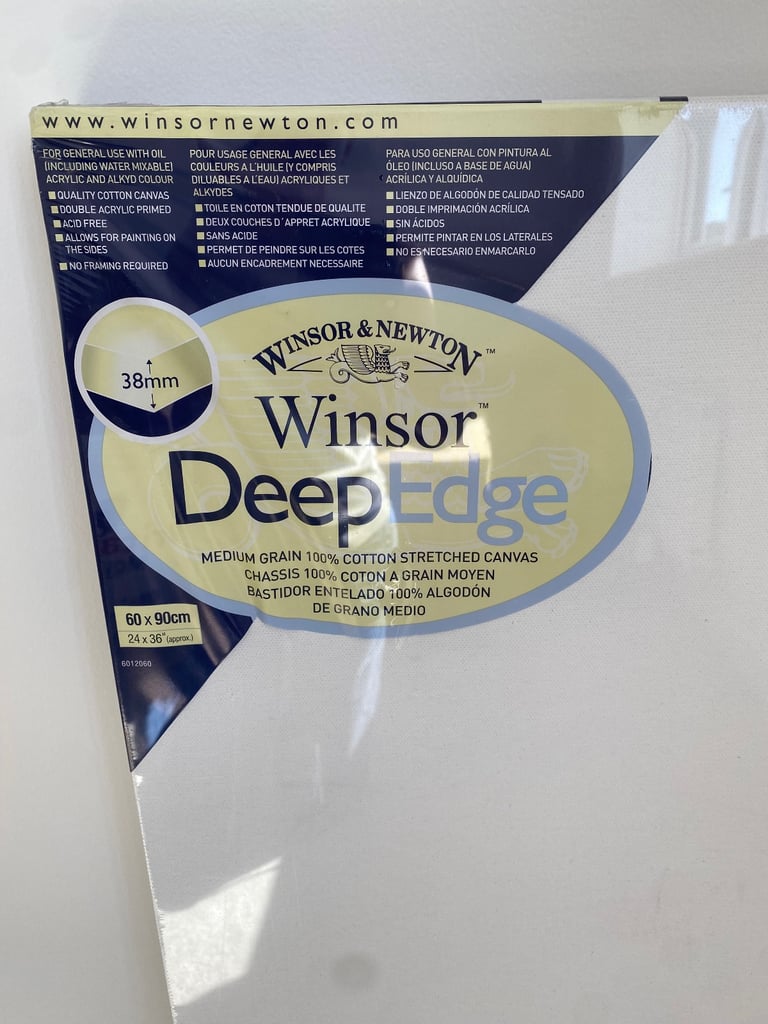 www.winsornewton.com
FOR GENERAL USE WITH OIL
(INCLUDING WATER MIXABLE)
ACRYLIC AND ALKYD COLOUR
QUALITY COTTON CANVAS
DOUBLE ACRYLIC PRIMED
ACID FREE
ALLOWS FOR PAINTING ON
THE SIDES
NO FRAMING REQUIRED
POUR USAGE GENERAL AVEC LES
COULEURS A L'HUILE (Y COMPRIS
DILUABLES A L'EAU) ACRYLIQUES ET
ALKYDES
TOILE EN COTON TENDUE DE QUALITE
DEUX COUCHES D'APPRET ACRYLIQUE
SANS ACIDE
PERMET DE PEINDRE SUR LES COTES
AUCUN ENCADREMENT NECESSAIRE
PARA USO GENERAL CON PINTURA AL
ÓLEO (INCLUSO A BASE DE AGUA)
ACRÍLICA Y ALQUÍDICA
LIENZO DE ALGODÓN DE CALIDAD TENSADO
DOBLE IMPRIMACIÓN ACRÍLICA
SIN ÁCIDOS
PERMITE PINTAR EN LOS LATERALES
NO ES NECESARIO ENMARCARLO
38mm
WINSOR & NEWTON™
Winsor™
DeepEdge
MEDIUM GRAIN 100% COTTON STRETCHED CANVAS
CHASSIS 100% COTON A GRAIN MOYEN
BASTIDOR ENTELADO 100% ALGODÓN
DE GRANO MEDIO
60 x 90cm
24 x 36" (approx.)
6012060